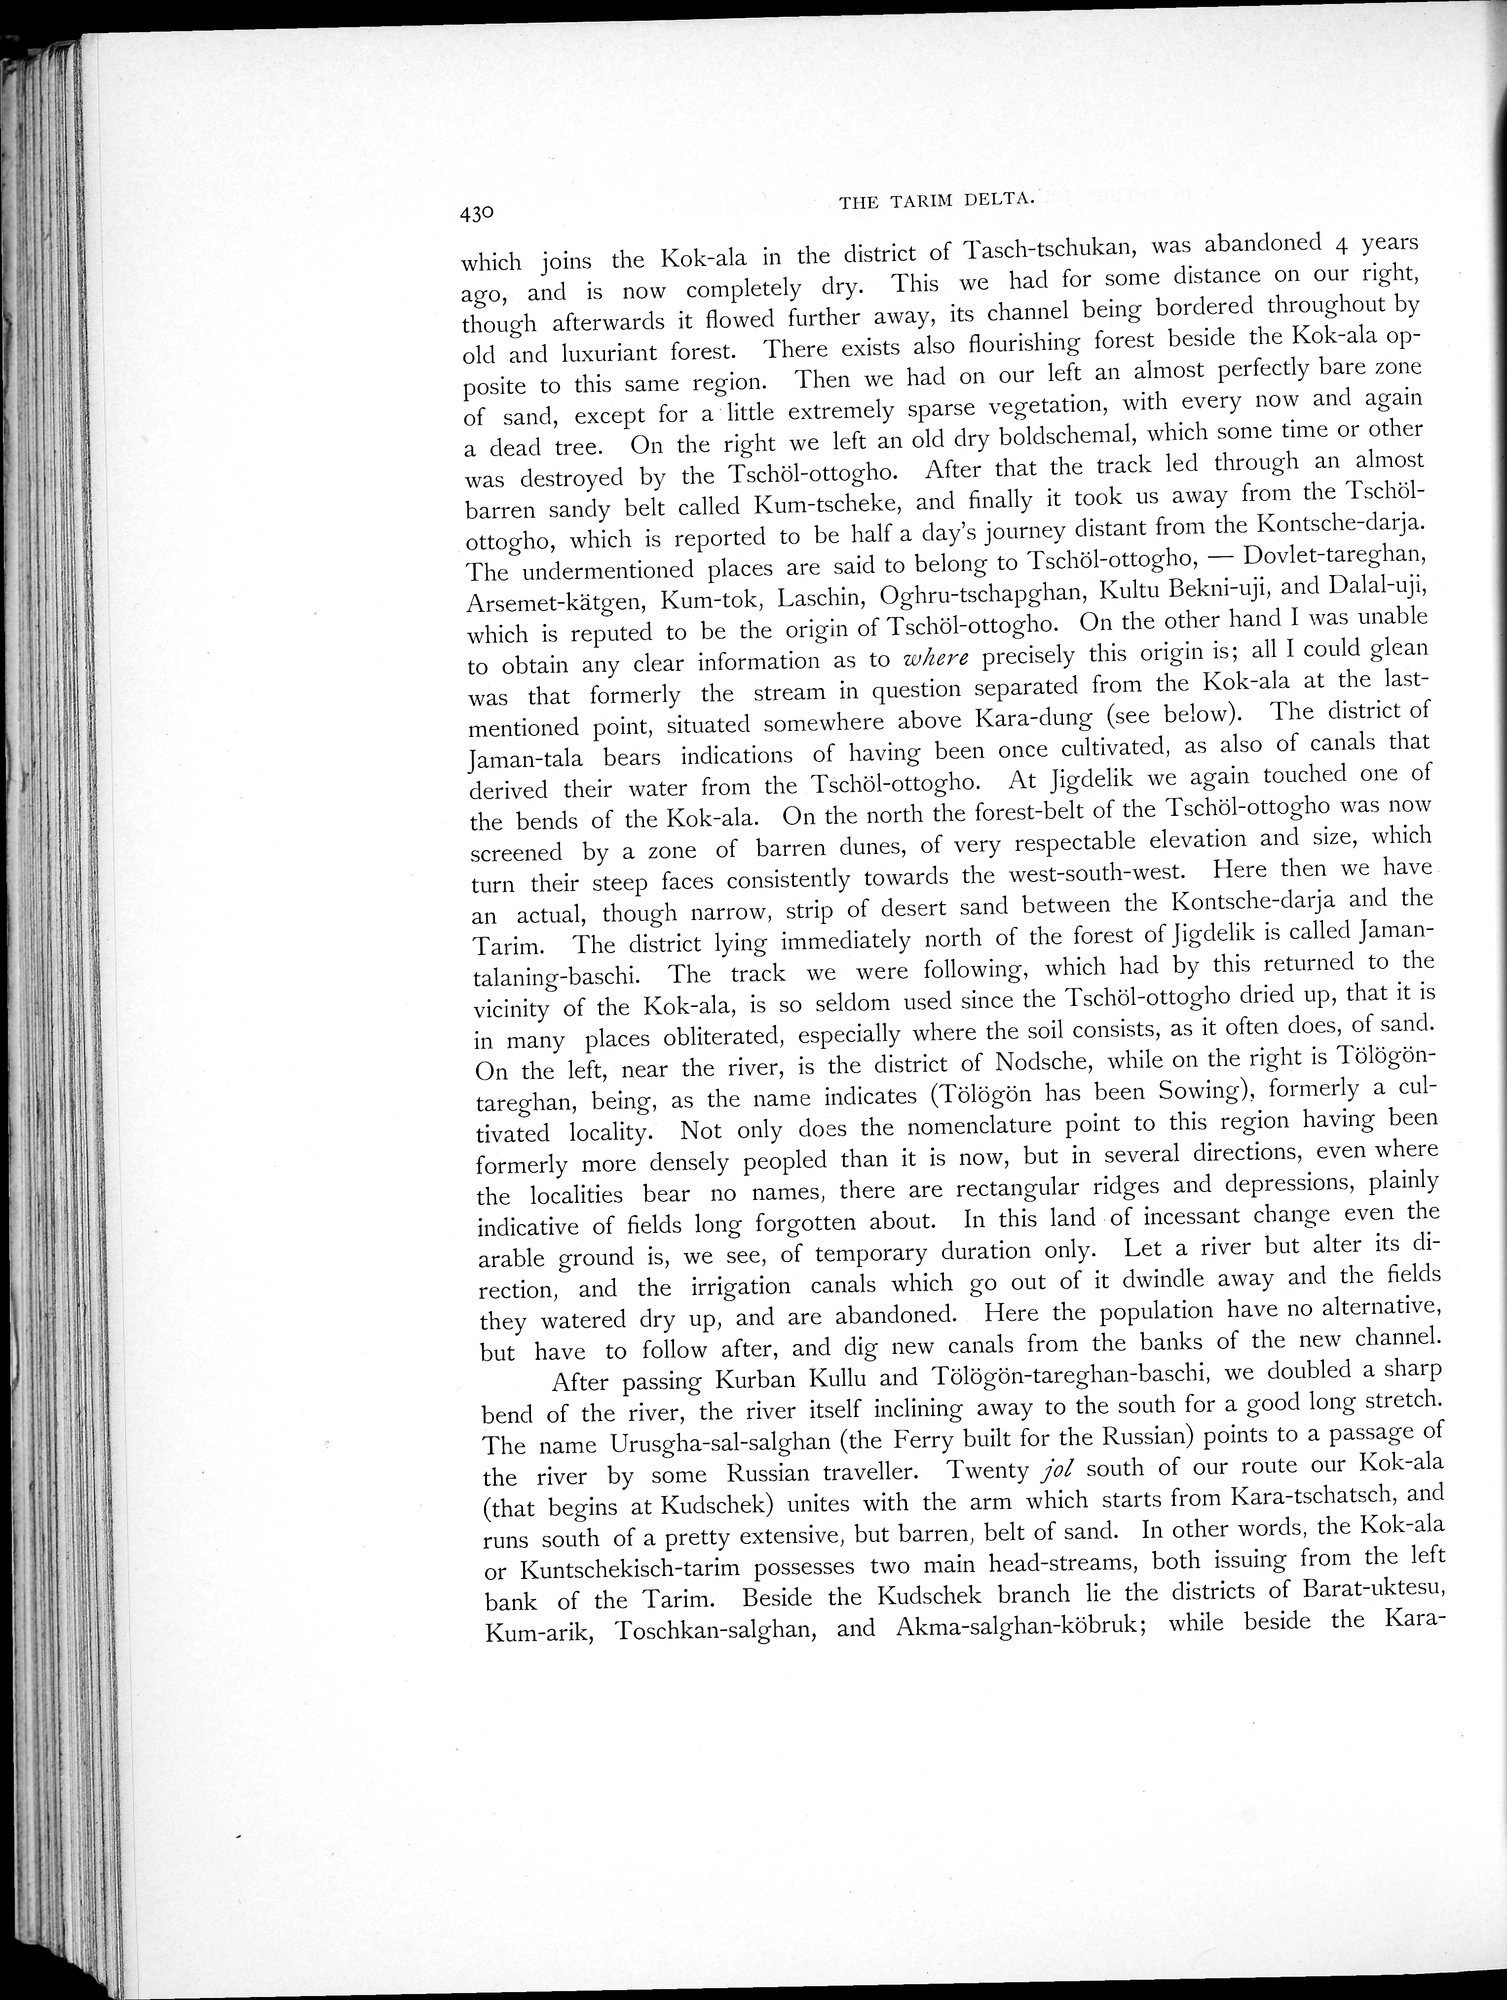 430
THE TARIM DELTA.
which joins the Kok-ala in the district of Tasch-tschukan, was abandoned 4 years
ago, and is now completely dry. This we had for some distance on our right,
though afterwards it flowed further away, its channel being bordered throughout by
old and luxuriant forest. There exists also flourishing forest beside the Kok-ala op-
posite to this same region. Then we had on our left an almost perfectly bare zone
of sand, except for a little extremely sparse vegetation, with every now and again
a dead tree. On the right we left an old dry boldschemal, which some time or other
was destroyed by the Tschöl-ottogho. After that the track led through an almost
barren sandy belt called Kum-tscheke, and finally it took us away from the Tschöl-
ottogho, which is reported to be half a day's journey distant from the Kontsche-darja.
The undermentioned places are said to belong to Tschöl-ottogho, — Dovlet-tareghan,
Arsemet-kätgen, Kum-tok, Laschin, Oghru-tschapghan, Kultu Bekni-uji, and Dalal-uji,
which is reputed to be the origin of Tschöl-ottogho. On the other hand I was unable
to obtain any clear information as to where precisely this origin is; all I could glean
was that formerly the stream in question separated from the Kok-ala at the last-
mentioned point, situated somewhere above Kara-dung (see below). The district of
Jaman-tala bears indications of having been once cultivated, as also of canals that
derived their water from the Tschöl-ottogho. At Jigdelik we again touched one of
the bends of the Kok-ala. On the north the forest-belt of the Tschöl-ottogho was now
screened by a zone of barren dunes, of very respectable elevation and size, which
turn their steep faces consistently towards the west-south-west. Here then we have
an actual, though narrow, strip of desert sand between the Kontsche-darja and the
Tarim. The district lying immediately north of the forest of Jigdelik is called Jaman-
talaning-baschi. The track we were following, which had by this returned to the
vicinity of the Kok-ala, is so seldom used since the Tschöl-ottogho dried up, that it is
in many places obliterated, especially where the soil consists, as it often does, of sand.
On the left, near the river, is the district of Nodsche, while on the right is Tölögön-
tareghan, being, as the name indicates (Tölögön has been Sowing), formerly a cul-
tivated locality. Not only does the nomenclature point to this region having been
formerly more densely peopled than it is now, but in several directions, even where
the localities bear no names, there are rectangular ridges and depressions, plainly
indicative of fields long forgotten about. In this land of incessant change even the
arable ground is, we see, of temporary duration only. Let a river but alter its di-
rection, and the irrigation canals which go out of it dwindle away and the fields
they watered dry up, and are abandoned. Here the population have no alternative,
but have to follow after, and dig new canals from the banks of the new channel.
After passing Kurban Kullu and Tölögön-tareghan-baschi, we doubled a sharp
bend of the river, the river itself inclining away to the south for a good long stretch.
The name Urusgha-sal-salghan (the Ferry built for the Russian) points to a passage of
the river by some Russian traveller. Twenty jol south of our route our Kok-ala
(that begins at Kudschek) unites with the arm which starts from Kara-tschatsch, and
runs south of a pretty extensive, but barren, belt of sand. In other words, the Kok-ala
or Kuntschekisch-tarim possesses two main head-streams, both issuing from the left
bank of the Tarim. Beside the Kudschek branch lie the districts of Barat-uktesu,
Kum-arik, Toschkan-salghan, and Akma-salghan-köbruk; while beside the Kara-